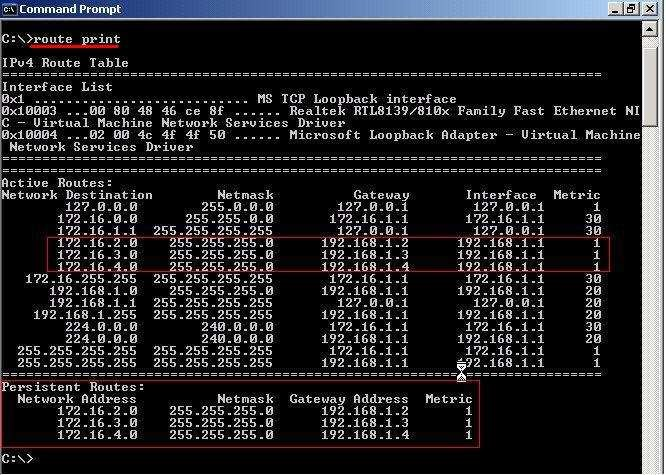 Command Prompt
C:\>route print
IPv4 Route Table
===========================================================================
Interface List
0x1 ........................... MS TCP Loopback interface
0x10003 ...00 80 48 46 ce 8f ...... Realtek RTL8139/810x Family Fast Ethernet NI
C - Virtual Machine Network Services Driver
0x10004 ...02 00 4c 4f 4f 50 ...... Microsoft Loopback Adapter - Virtual Machine
Network Services Driver
===========================================================================
===========================================================================
Active Routes:
Network Destination Netmask Gateway Interface Metric
127.0.0.0 255.0.0.0 127.0.0.1 127.0.0.1 1
172.16.0.0 255.255.255.0 172.16.1.1 172.16.1.1 30
172.16.1.1 255.255.255.255 127.0.0.1 127.0.0.1 30
172.16.2.0 255.255.255.0 192.168.1.2 192.168.1.1 1
172.16.3.0 255.255.255.0 192.168.1.3 192.168.1.1 1
172.16.4.0 255.255.255.0 192.168.1.4 192.168.1.1 1
172.16.255.255 255.255.255.255 172.16.1.1 172.16.1.1 30
192.168.1.0 255.255.255.0 192.168.1.1 192.168.1.1 20
192.168.1.1 255.255.255.255 127.0.0.1 127.0.0.1 20
192.168.1.255 255.255.255.255 192.168.1.1 192.168.1.1 20
224.0.0.0 240.0.0.0 172.16.1.1 172.16.1.1 30
224.0.0.0 240.0.0.0 192.168.1.1 192.168.1.1 20
255.255.255.255 255.255.255.255 172.16.1.1 172.16.1.1 1
255.255.255.255 255.255.255.255 192.168.1.1 192.168.1.1 1
===========================================================================
Persistent Routes:
Network Address Netmask Gateway Address Metric
172.16.2.0 255.255.255.0 192.168.1.2 1
172.16.3.0 255.255.255.0 192.168.1.3 1
172.16.4.0 255.255.255.0 192.168.1.4 1
C:\>